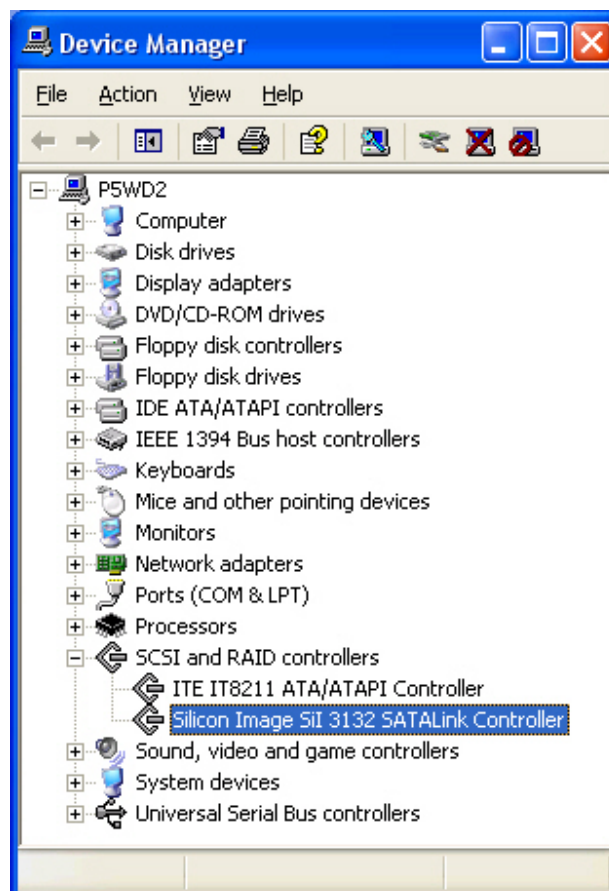 Device Manager
File Action View Help
P5WD2
Computer
Disk drives
Display adapters
DVD/CD-ROM drives
Floppy disk controllers
Floppy disk drives
IDE ATA/ATAPI controllers
IEEE 1394 Bus host controllers
Keyboards
Mice and other pointing devices
Monitors
Network adapters
Ports (COM & LPT)
Processors
SCSI and RAID controllers
ITE IT8211 ATA/ATAPI Controller
Silicon Image SiI 3132 SATALink Controller
Sound, video and game controllers
System devices
Universal Serial Bus controllers